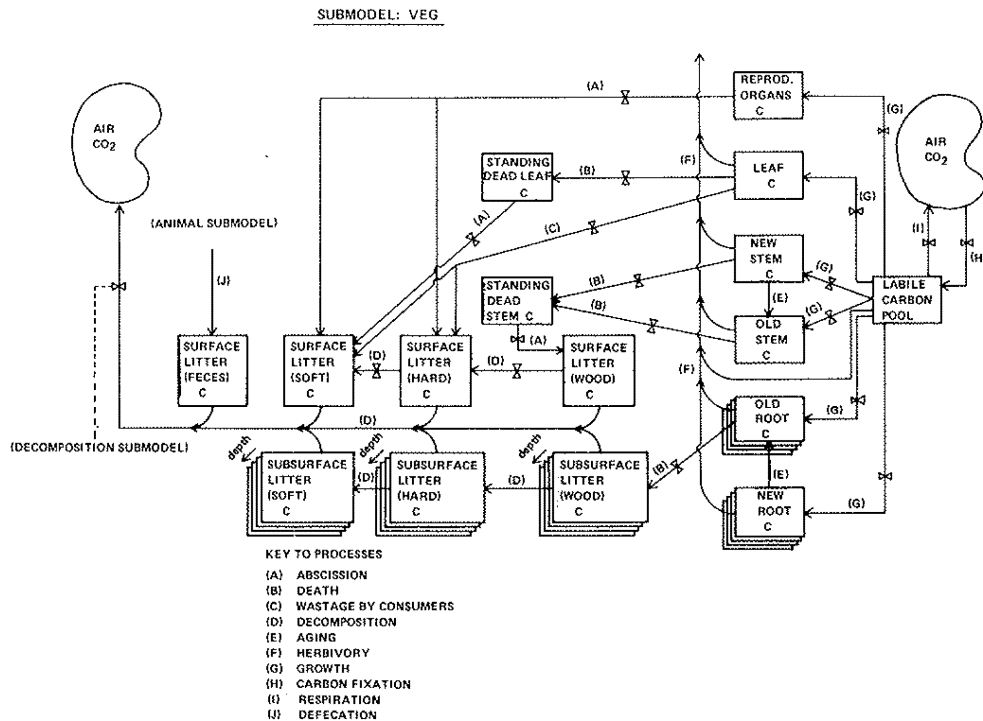 SUBMODEL: VEG
AIR
CO2
(ANIMAL SUBMODEL)
(J)
(DECOMPOSITION SUBMODEL)
SURFACE
LITTER
(FECES)
C
SURFACE
LITTER
(SOFT)
C
(D)
SURFACE
LITTER
(HARD)
C
(D)
SURFACE
LITTER
(WOOD)
C
(A)
STANDING
DEAD LEAF
C
(A)
(B)
(C)
STANDING
DEAD
STEM C
(A)
(B)
(B)
(F)
(F)
REPROD.
ORGANS
C
LEAF
C
NEW
STEM
C
(E)
OLD
STEM
C
OLD
ROOT
C
(E)
NEW
ROOT
C
(G)
(G)
(G)
(G)
(G)
(G)
AIR
CO2
(I)
(H
LABILE
CARBON
POOL
(D)
(B)
depth
SUBSURFACE
LITTER
(SOFT)
C
(D)
depth
SUBSURFACE
LITTER
(HARD)
C
(D)
depth
SUBSURFACE
LITTER
(WOOD)
C
KEY TO PROCESSES
(A) ABSCISSION
(B) DEATH
(C) WASTAGE BY CONSUMERS
(D) DECOMPOSITION
(E) AGING
(F) HERBIVORY
(G) GROWTH
(H) CARBON FIXATION
(I) RESPIRATION
(J) DEFECATION